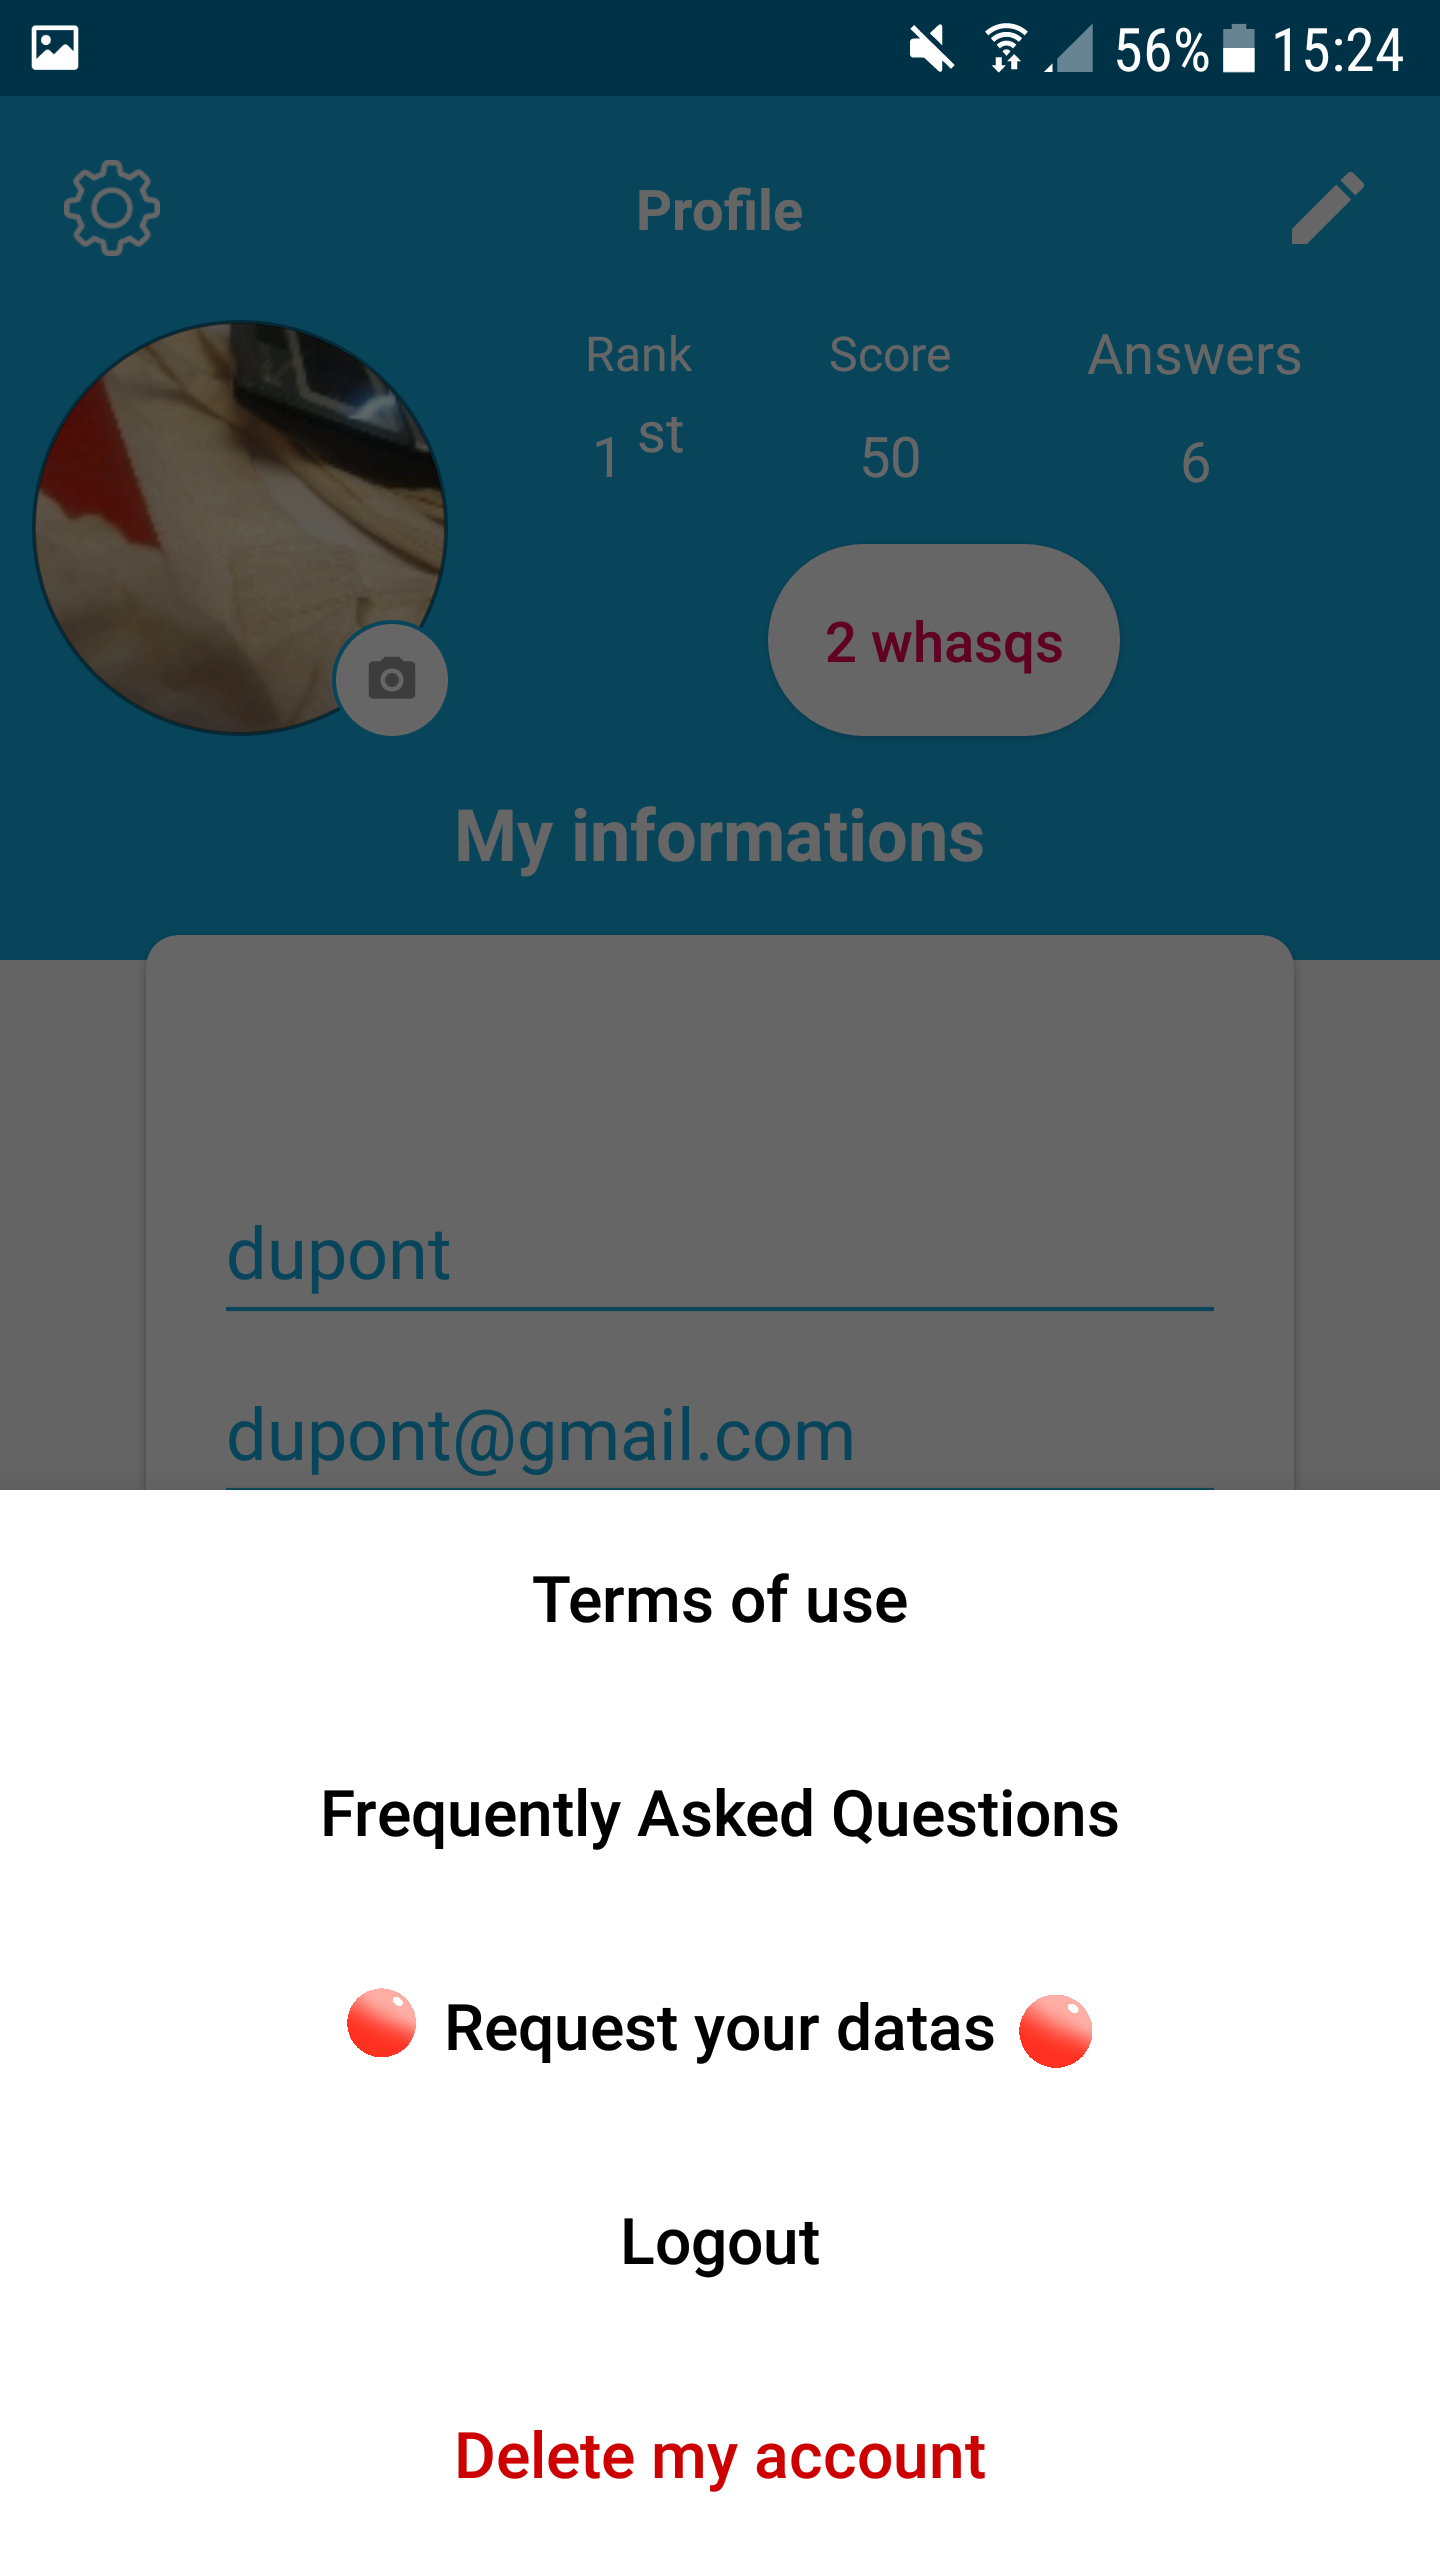 56% 15:24
Profile
Rank Score Answers
1 st 50 6
2 whasqs
My informations
dupont
dupont@gmail.com
Terms of use
Frequently Asked Questions
Request your datas
Logout
Delete my account